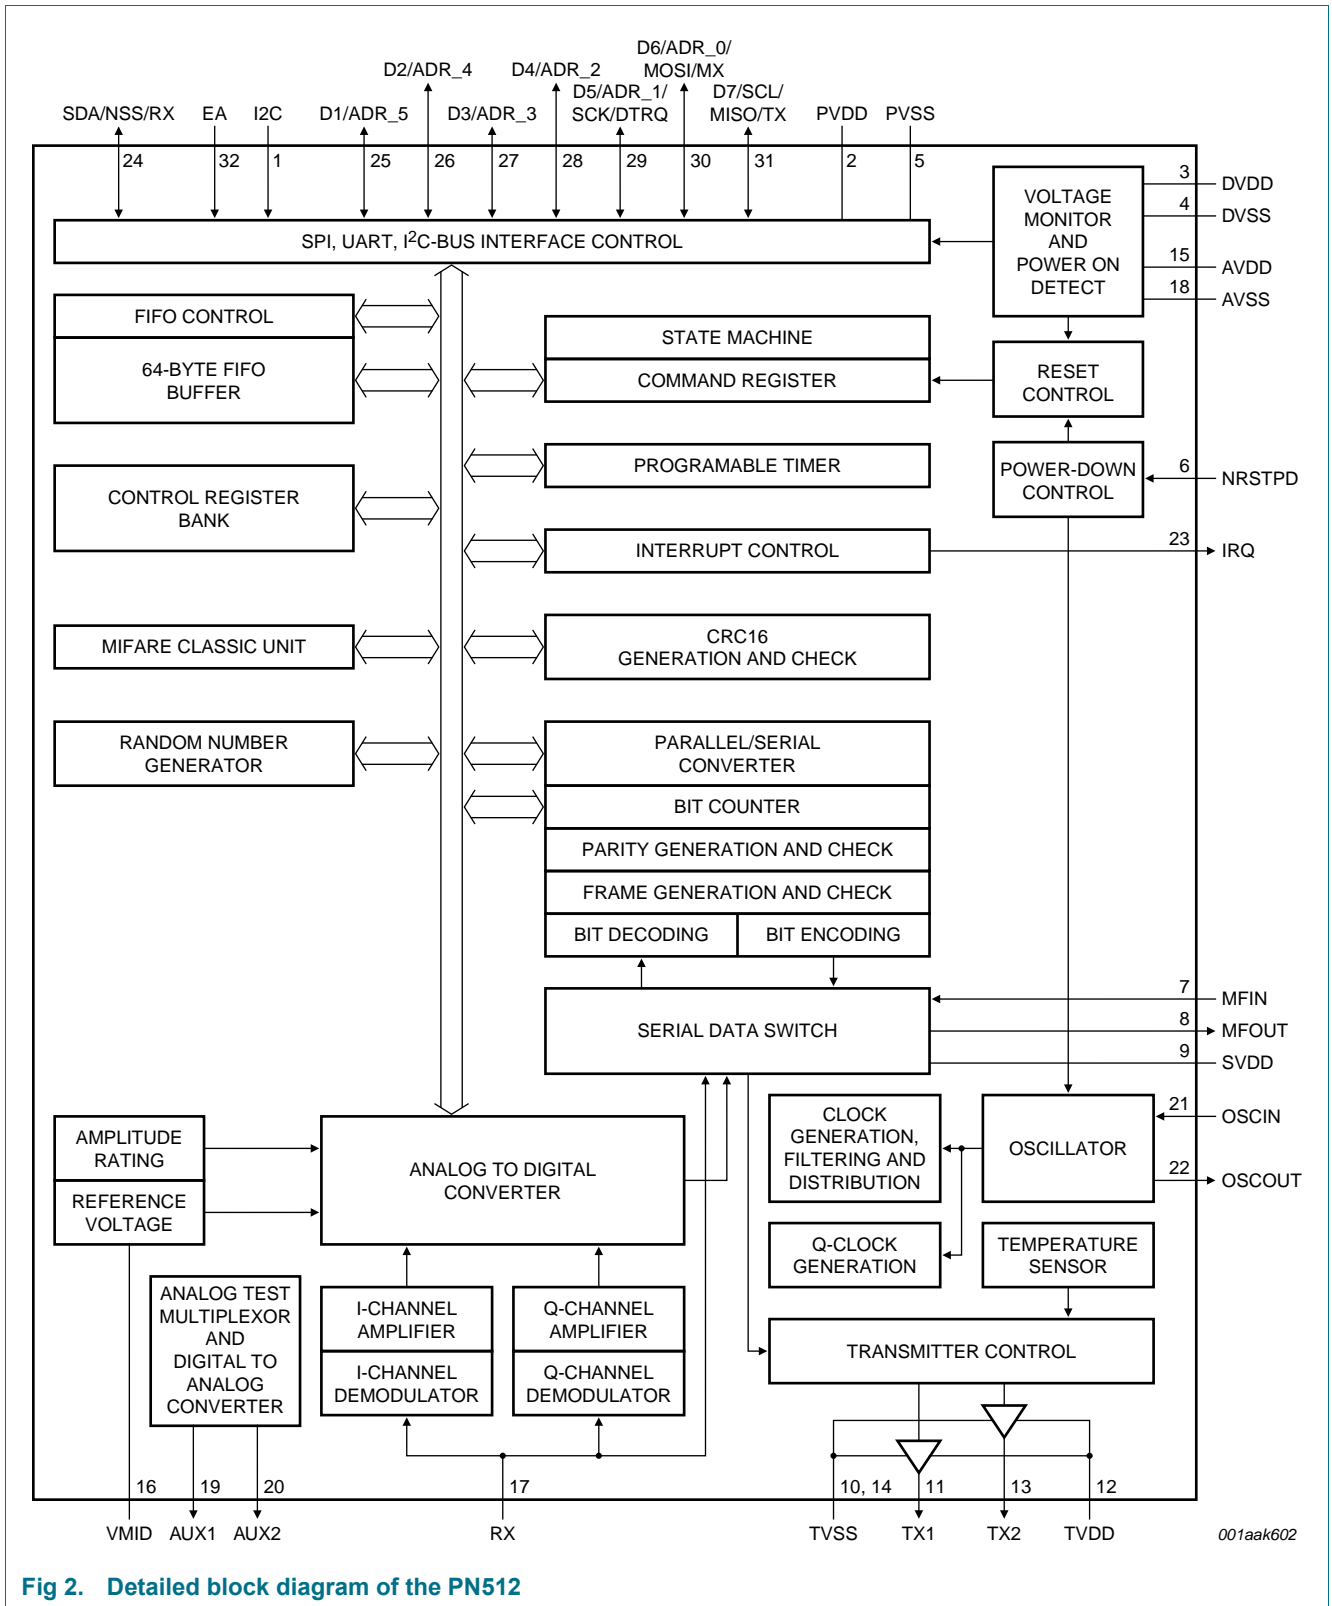 D6/ADR_0/
MOSI/MX
D2/ADR_4
D4/ADR_2
D5/ADR_1/
SCK/DTRQ
D7/SCL/
MISO/TX
SDA/NSS/RX
EA
I2C
D1/ADR_5
D3/ADR_3
PVDD
PVSS
24
32
1
25
26
27
28
29
30
31
2
5
SPI, UART, I2C-BUS INTERFACE CONTROL
VOLTAGE
MONITOR
AND
POWER ON
DETECT
3
DVDD
4
DVSS
15
AVDD
18
AVSS
FIFO CONTROL
64-BYTE FIFO
BUFFER
STATE MACHINE
COMMAND REGISTER
RESET
CONTROL
CONTROL REGISTER
BANK
PROGRAMABLE TIMER
POWER-DOWN
CONTROL
6
NRSTPD
INTERRUPT CONTROL
23
IRQ
MIFARE CLASSIC UNIT
CRC16
GENERATION AND CHECK
RANDOM NUMBER
GENERATOR
PARALLEL/SERIAL
CONVERTER
BIT COUNTER
PARITY GENERATION AND CHECK
FRAME GENERATION AND CHECK
BIT DECODING
BIT ENCODING
SERIAL DATA SWITCH
7
MFIN
8
MFOUT
9
SVDD
AMPLITUDE
RATING
REFERENCE
VOLTAGE
ANALOG TO DIGITAL
CONVERTER
CLOCK
GENERATION,
FILTERING AND
DISTRIBUTION
OSCILLATOR
21
OSCIN
22
OSCOUT
Q-CLOCK
GENERATION
TEMPERATURE
SENSOR
ANALOG TEST
MULTIPLEXOR
AND
DIGITAL TO
ANALOG
CONVERTER
I-CHANNEL
AMPLIFIER
I-CHANNEL
DEMODULATOR
Q-CHANNEL
AMPLIFIER
Q-CHANNEL
DEMODULATOR
TRANSMITTER CONTROL
16
19
20
17
10, 14
11
13
12
VMID
AUX1
AUX2
RX
TVSS
TX1
TX2
TVDD
001aak602
Fig 2. Detailed block diagram of the PN512